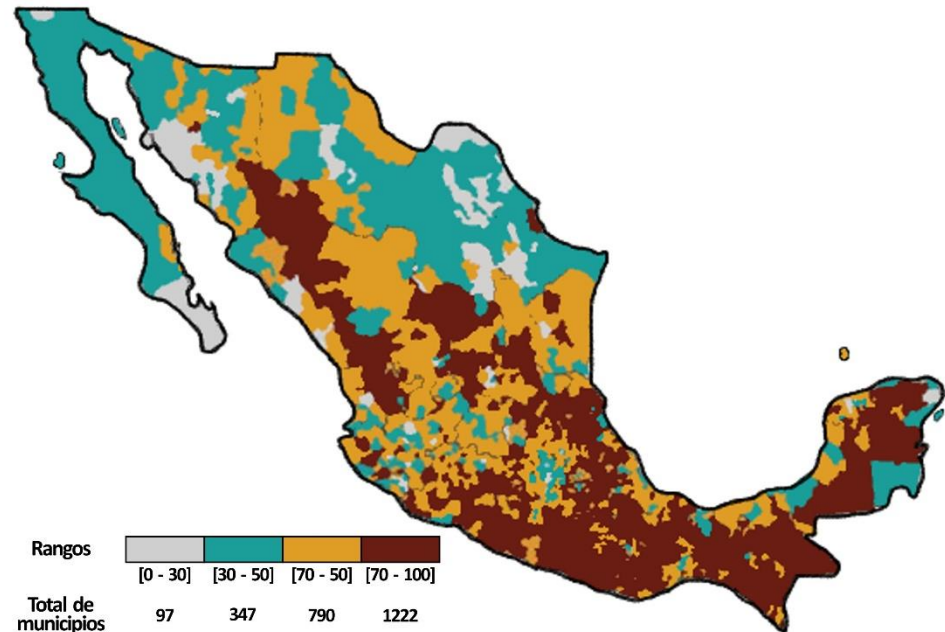 Rangos
[0 - 30] [30 - 50] [70 - 50] [70 - 100]
Total de
municipios 97 347 790 1222